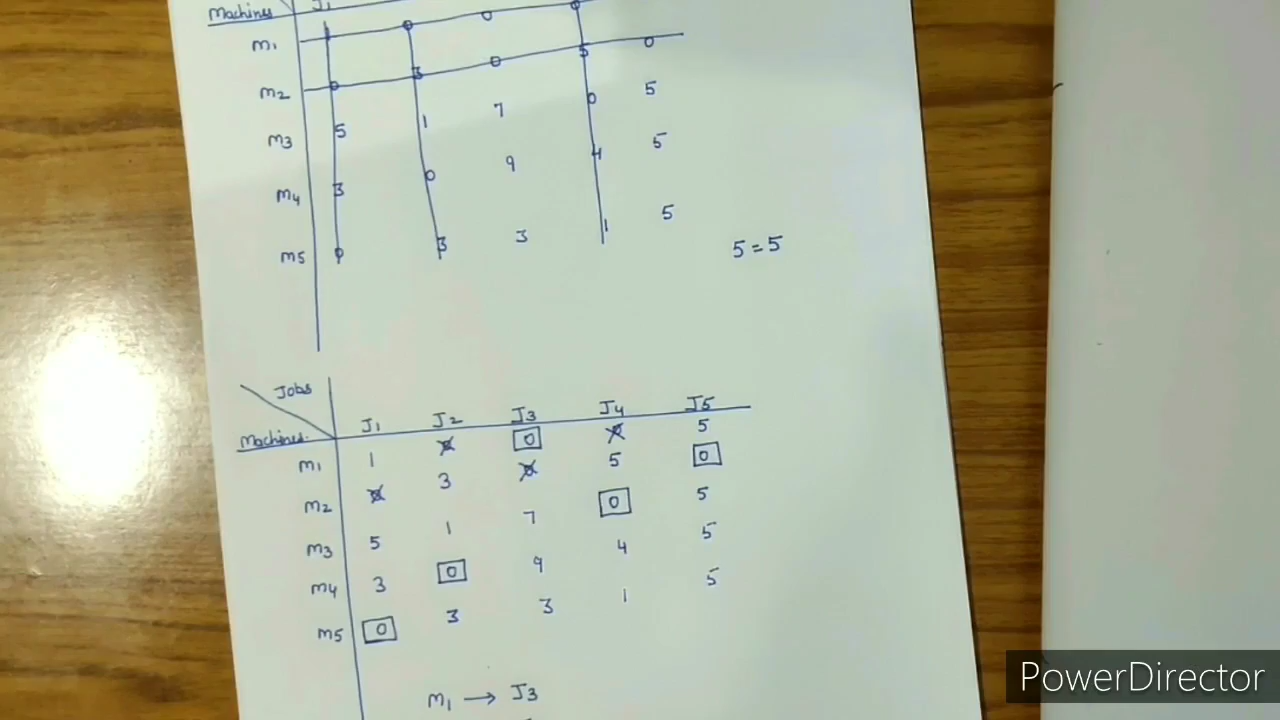 Machines J1
M1 0 0 0
M2 0 3 0 5 0
M3 5 1 7 0 5
M4 3 0 9 4 5
M5 0 3 3 1 5
5 = 5
Jobs
Machines J1 J2 J3 J4 J5
M1 1 0 0 0 5
M2 0 3 0 5 0
M3 5 1 7 0 5
M4 3 0 9 4 5
M5 0 3 3 1 5
M1 → J3
PowerDirector